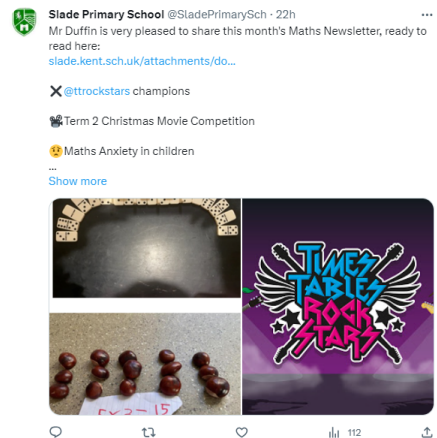 Slade Primary School @SladePrimarySch · 22h
Mr Duffin is very pleased to share this month's Maths Newsletter, ready to
read here:
slade.kent.sch.uk/attachments/do...
❌@ttrockstars champions
📽Term 2 Christmas Movie Competition
😟Maths Anxiety in children
...
Show more
TIMES
TABLES
ROCK
STARS
5x3=15
112